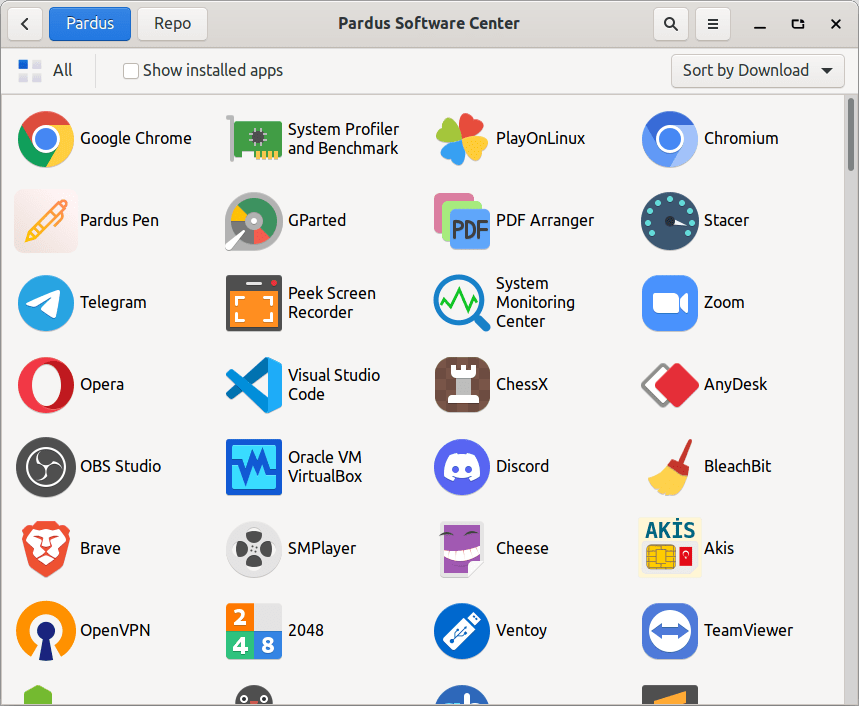 Pardus
Repo
Pardus Software Center
All
Show installed apps
Sort by Download
Google Chrome
System Profiler
and Benchmark
PlayOnLinux
Chromium
Pardus Pen
GParted
PDF
PDF Arranger
Stacer
Telegram
Peek Screen
Recorder
System
Monitoring
Center
Zoom
Opera
Visual Studio
Code
ChessX
AnyDesk
OBS Studio
Oracle VM
VirtualBox
Discord
BleachBit
Brave
SMPlayer
Cheese
AKİS
Akis
OpenVPN
2
4 8
2048
Ventoy
TeamViewer